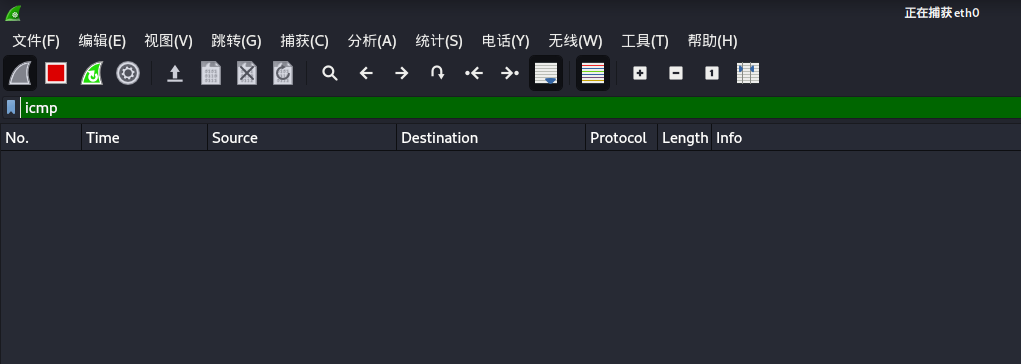 正在捕获 eth0
文件(F) 编辑(E) 视图(V) 跳转(G) 捕获(C) 分析(A) 统计(S) 电话(Y) 无线(W) 工具(T) 帮助(H)
1
icmp
No. Time Source Destination Protocol Length Info